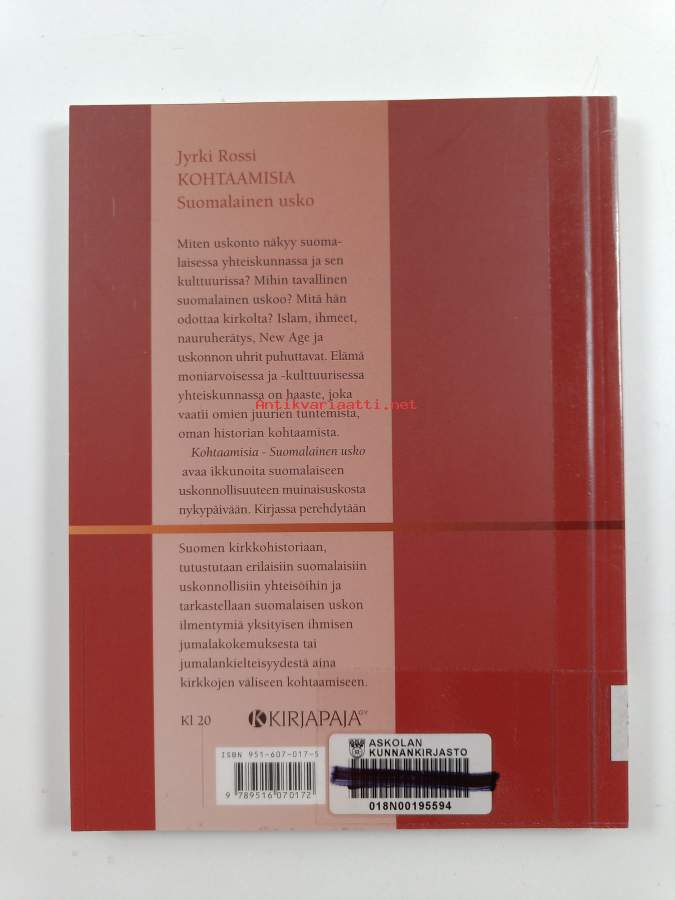 Jyrki Rossi
KOHTAAMISIA
Suomalainen usko
Miten uskonto näkyy suoma-
laisessa yhteiskunnassa ja sen
kulttuurissa? Mihin tavallinen
suomalainen uskoo? Mitä hän
odottaa kirkolta? Islam, ihmeet,
nauruherätys, New Age ja
uskonnon uhrit puhuttavat. Elämä
moniarvoisessa ja -kulttuurisessa
yhteiskunnassa on haaste, joka
vaatii omien juurien tuntemista,
Antikvariaatti.net
oman historian kohtaamista.
Kohtaamisia - Suomalainen usko
avaa ikkunoita suomalaiseen
uskonnollisuuteen muinaisuskosta
nykypäivään. Kirjassa perehdytään
Suomen kirkkohistoriaan,
tutustutaan erilaisiin suomalaisiin
uskonnollisiin yhteisöihin ja
tarkastellaan suomalaisen uskon
ilmentymiä yksityisen ihmisen
jumalakokemuksesta tai
jumalankielteisyydestä aina
kirkkojen väliseen kohtaamiseen.
Kl 20 KIRJAPAJA OY
ISBN 951-607-017-5
9 789516 070172
ASKOLAN
KUNNANKIRJASTO
018N00195594